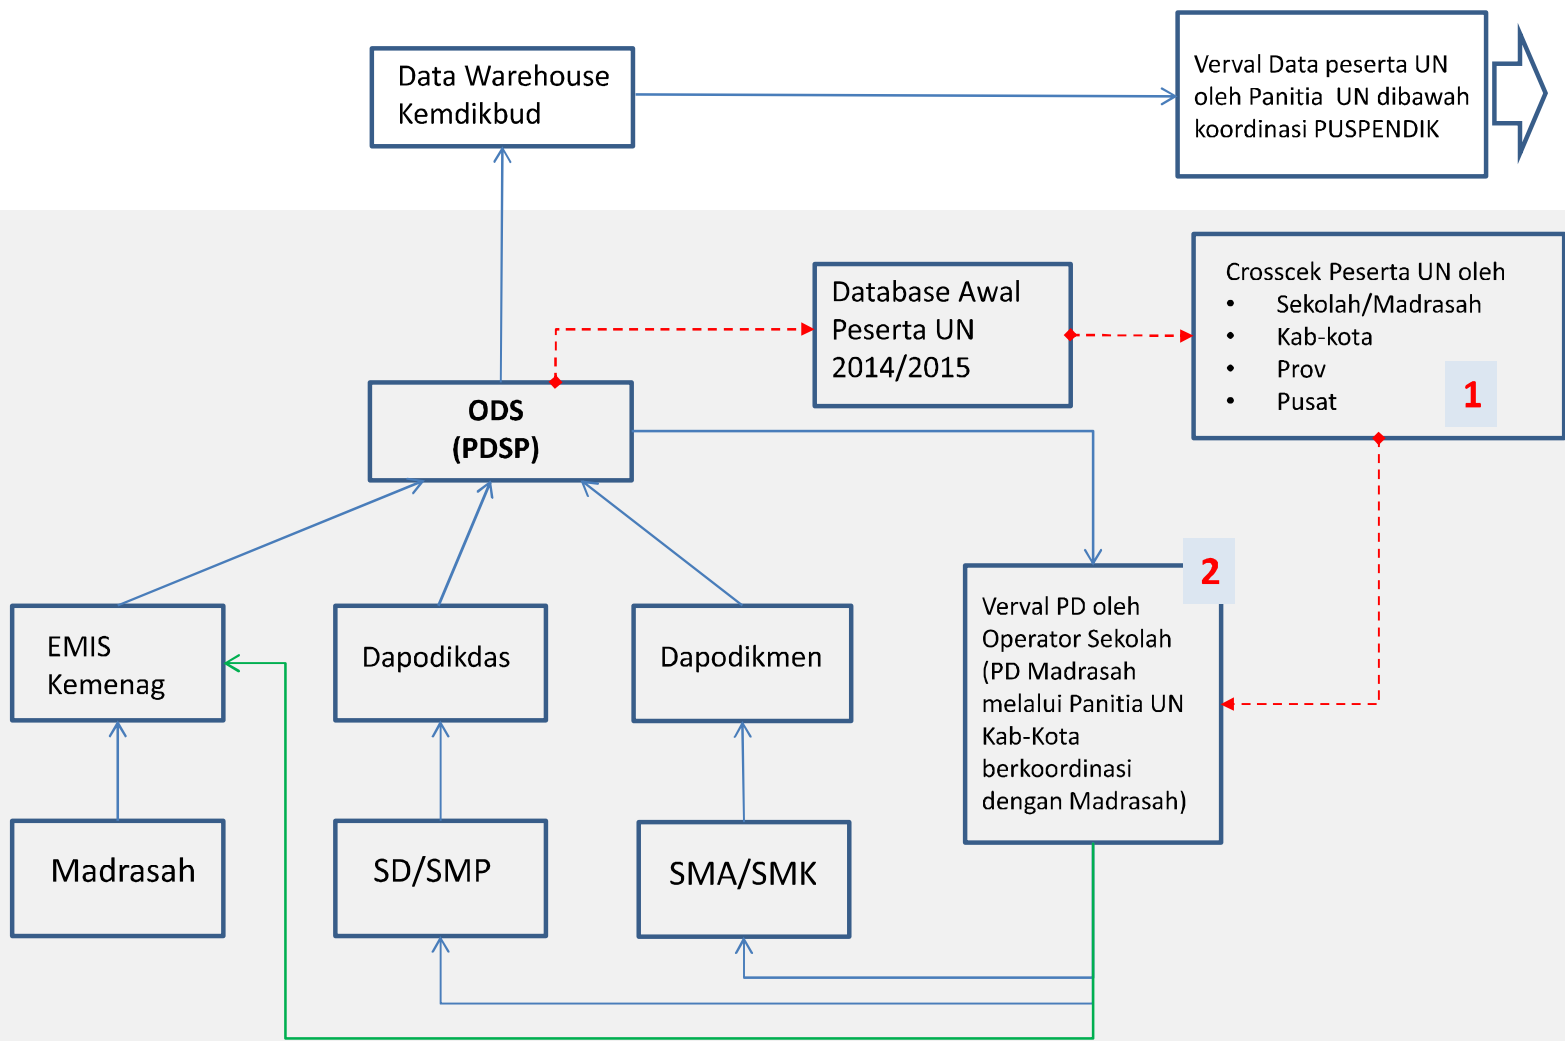 Data Warehouse
Kemdikbud
Verval Data peserta UN
oleh Panitia UN dibawah
koordinasi PUSPENDIK
Database Awal
Peserta UN
2014/2015
Crosscek Peserta UN oleh
• Sekolah/Madrasah
• Kab-kota
• Prov
• Pusat
1
ODS
(PDSP)
2
Verval PD oleh
Operator Sekolah
(PD Madrasah
melalui Panitia UN
Kab-Kota
berkoordinasi
dengan Madrasah)
EMIS
Kemenag
Dapodikdas
Dapodikmen
Madrasah
SD/SMP
SMA/SMK